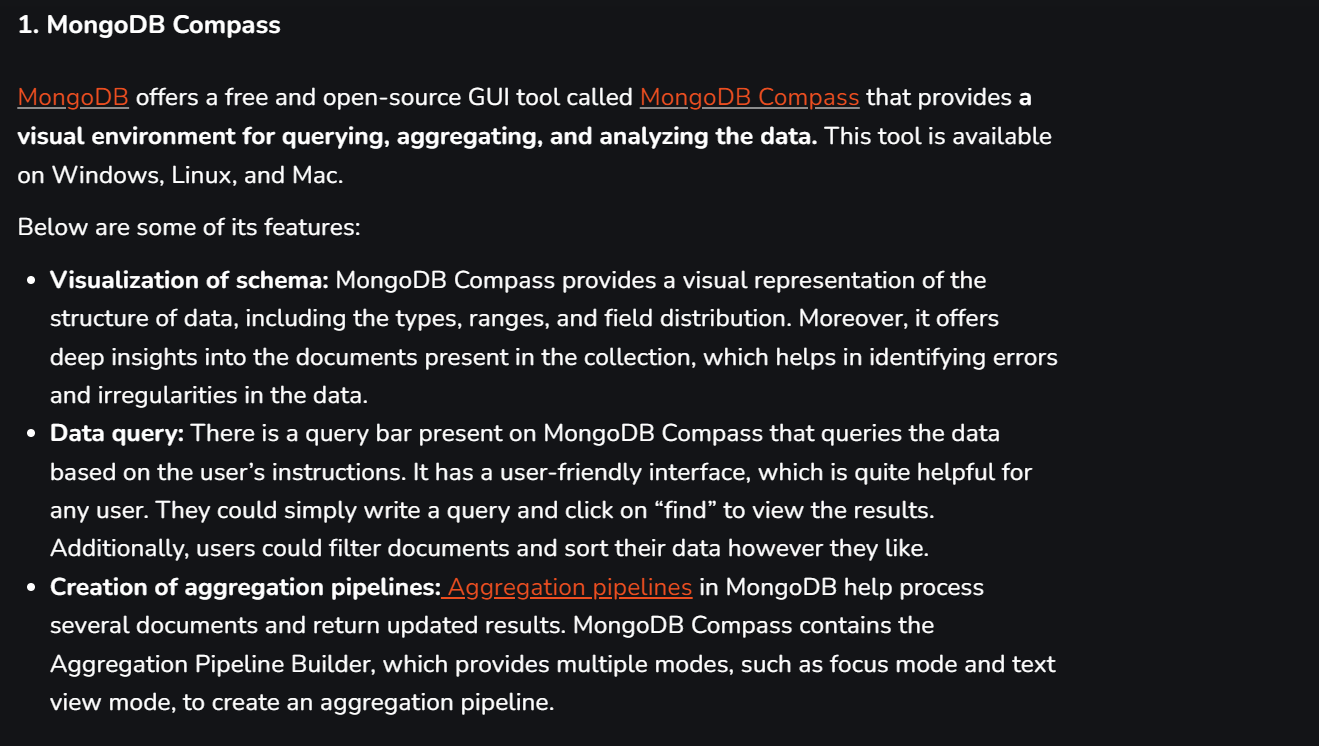 1. MongoDB Compass
MongoDB offers a free and open-source GUI tool called MongoDB Compass that provides a
visual environment for querying, aggregating, and analyzing the data. This tool is available
on Windows, Linux, and Mac.
Below are some of its features:
• Visualization of schema: MongoDB Compass provides a visual representation of the
structure of data, including the types, ranges, and field distribution. Moreover, it offers
deep insights into the documents present in the collection, which helps in identifying errors
and irregularities in the data.
• Data query: There is a query bar present on MongoDB Compass that queries the data
based on the user’s instructions. It has a user-friendly interface, which is quite helpful for
any user. They could simply write a query and click on “find” to view the results.
Additionally, users could filter documents and sort their data however they like.
• Creation of aggregation pipelines: Aggregation pipelines in MongoDB help process
several documents and return updated results. MongoDB Compass contains the
Aggregation Pipeline Builder, which provides multiple modes, such as focus mode and text
view mode, to create an aggregation pipeline.